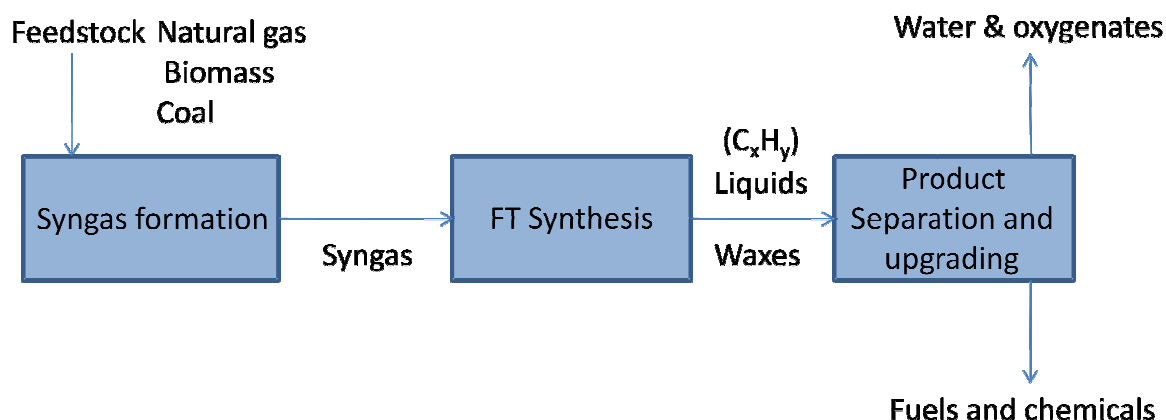 Feedstock Natural gas
Biomass
Coal
Syngas formation
Syngas
FT Synthesis
(CxHy)
Liquids
Waxes
Product
Separation and
upgrading
Water & oxygenates
Fuels and chemicals